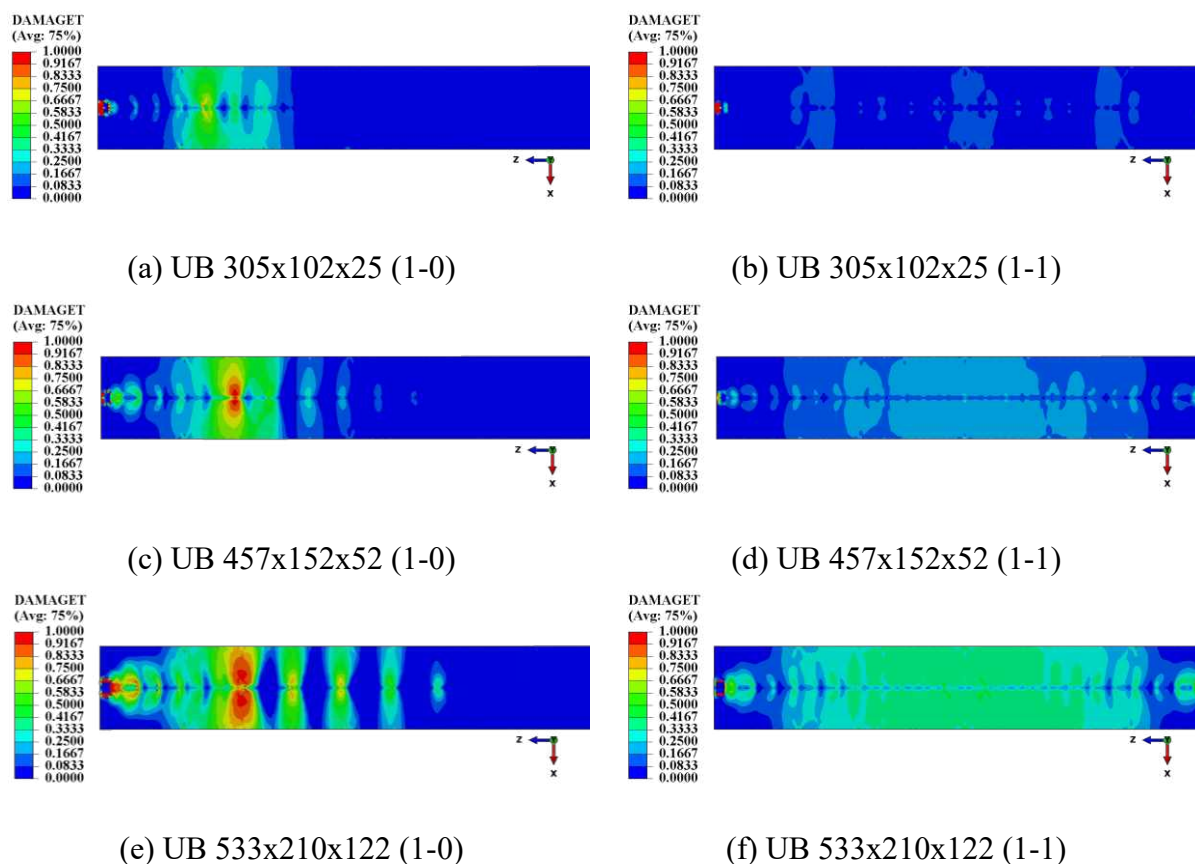 DAMAGET
(Avg: 75%)
1.0000
0.9167
0.8333
0.7500
0.6667
0.5833
0.5000
0.4167
0.3333
0.2500
0.1667
0.0833
0.0000
Z
Y
X
(a) UB 305x102x25 (1-0)
DAMAGET
(Avg: 75%)
1.0000
0.9167
0.8333
0.7500
0.6667
0.5833
0.5000
0.4167
0.3333
0.2500
0.1667
0.0833
0.0000
Z
Y
X
(b) UB 305x102x25 (1-1)
DAMAGET
(Avg: 75%)
1.0000
0.9167
0.8333
0.7500
0.6667
0.5833
0.5000
0.4167
0.3333
0.2500
0.1667
0.0833
0.0000
Z
Y
X
(c) UB 457x152x52 (1-0)
DAMAGET
(Avg: 75%)
1.0000
0.9167
0.8333
0.7500
0.6667
0.5833
0.5000
0.4167
0.3333
0.2500
0.1667
0.0833
0.0000
Z
Y
X
(d) UB 457x152x52 (1-1)
DAMAGET
(Avg: 75%)
1.0000
0.9167
0.8333
0.7500
0.6667
0.5833
0.5000
0.4167
0.3333
0.2500
0.1667
0.0833
0.0000
Z
Y
X
(e) UB 533x210x122 (1-0)
DAMAGET
(Avg: 75%)
1.0000
0.9167
0.8333
0.7500
0.6667
0.5833
0.5000
0.4167
0.3333
0.2500
0.1667
0.0833
0.0000
Z
Y
X
(f) UB 533x210x122 (1-1)